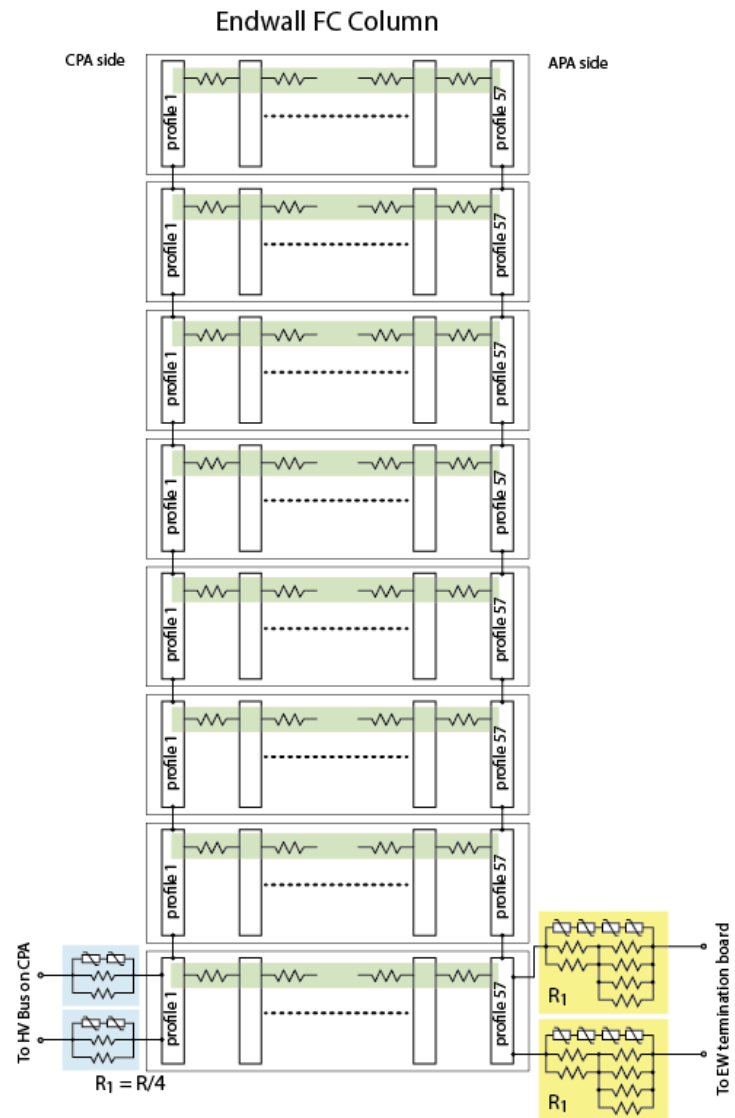 Endwall FC Column
CPA side
APA side
profile 1
profile 57
profile 1
profile 57
profile 1
profile 57
profile 1
profile 57
profile 1
profile 57
profile 1
profile 57
profile 1
profile 57
profile 1
profile 57
To HV Bus on CPA
R₁ = R/4
R₁
R₁
To EW termination board